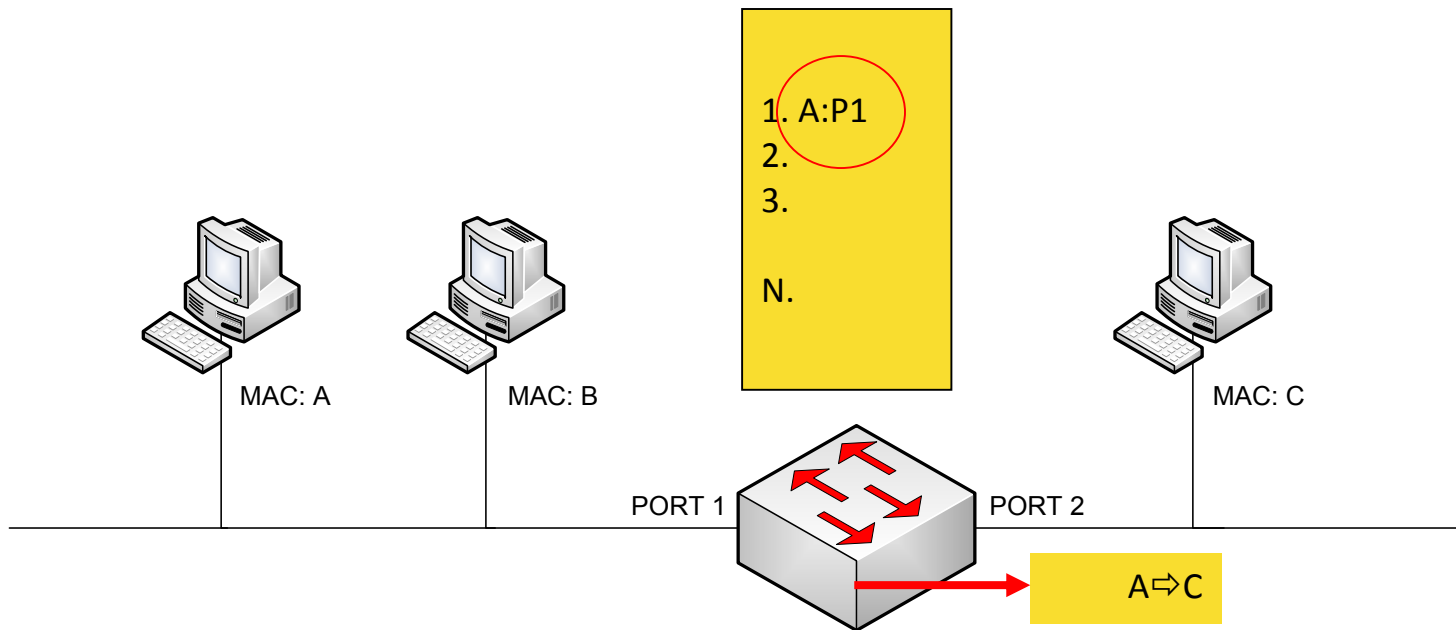 1. A:P1
2.
3.
N.
MAC: A
MAC: B
MAC: C
PORT 1
PORT 2
A⇨C